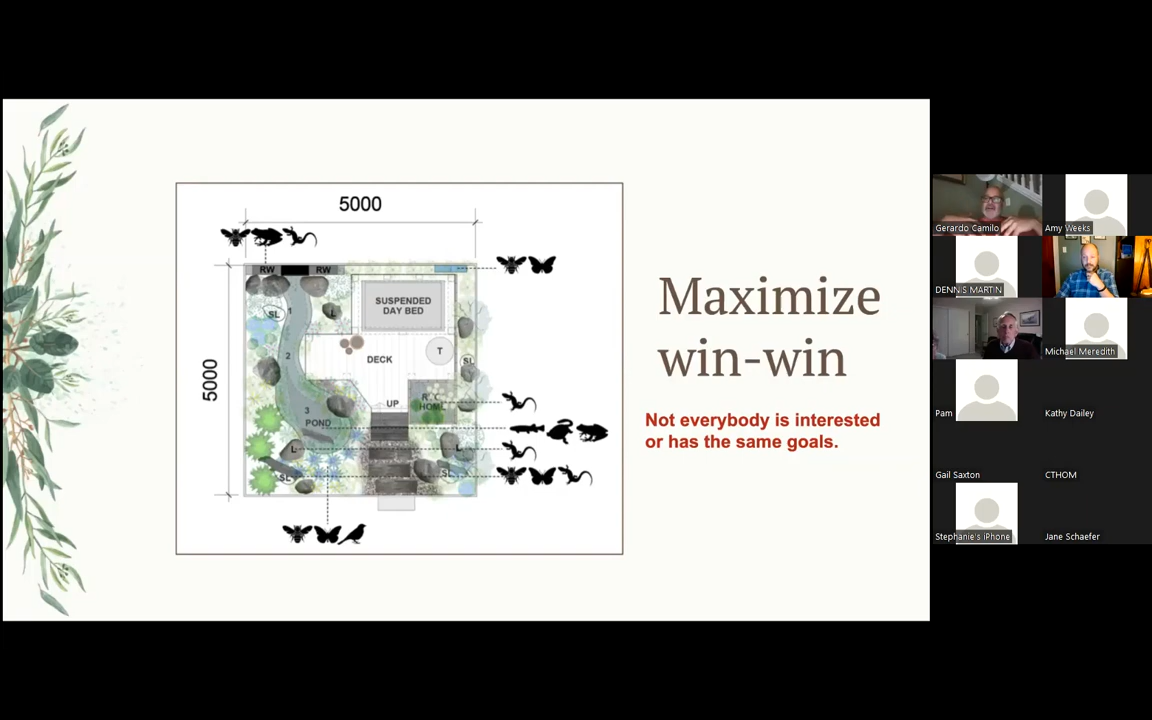 5000
RW
RW
SUSPENDED
DAY BED
SL
1
L
5000
2
DECK
T
SL
UP
HOME
3
POND
L
L
SL
SL
Maximize
win-win
Not everybody is interested
or has the same goals.
Gerardo Camilo
Amy Weeks
DENNIS MARTIN
Michael Meredith
Pam
Kathy Dailey
Gail Saxton
CTHOM
Stephanie's iPhone
Jane Schaefer